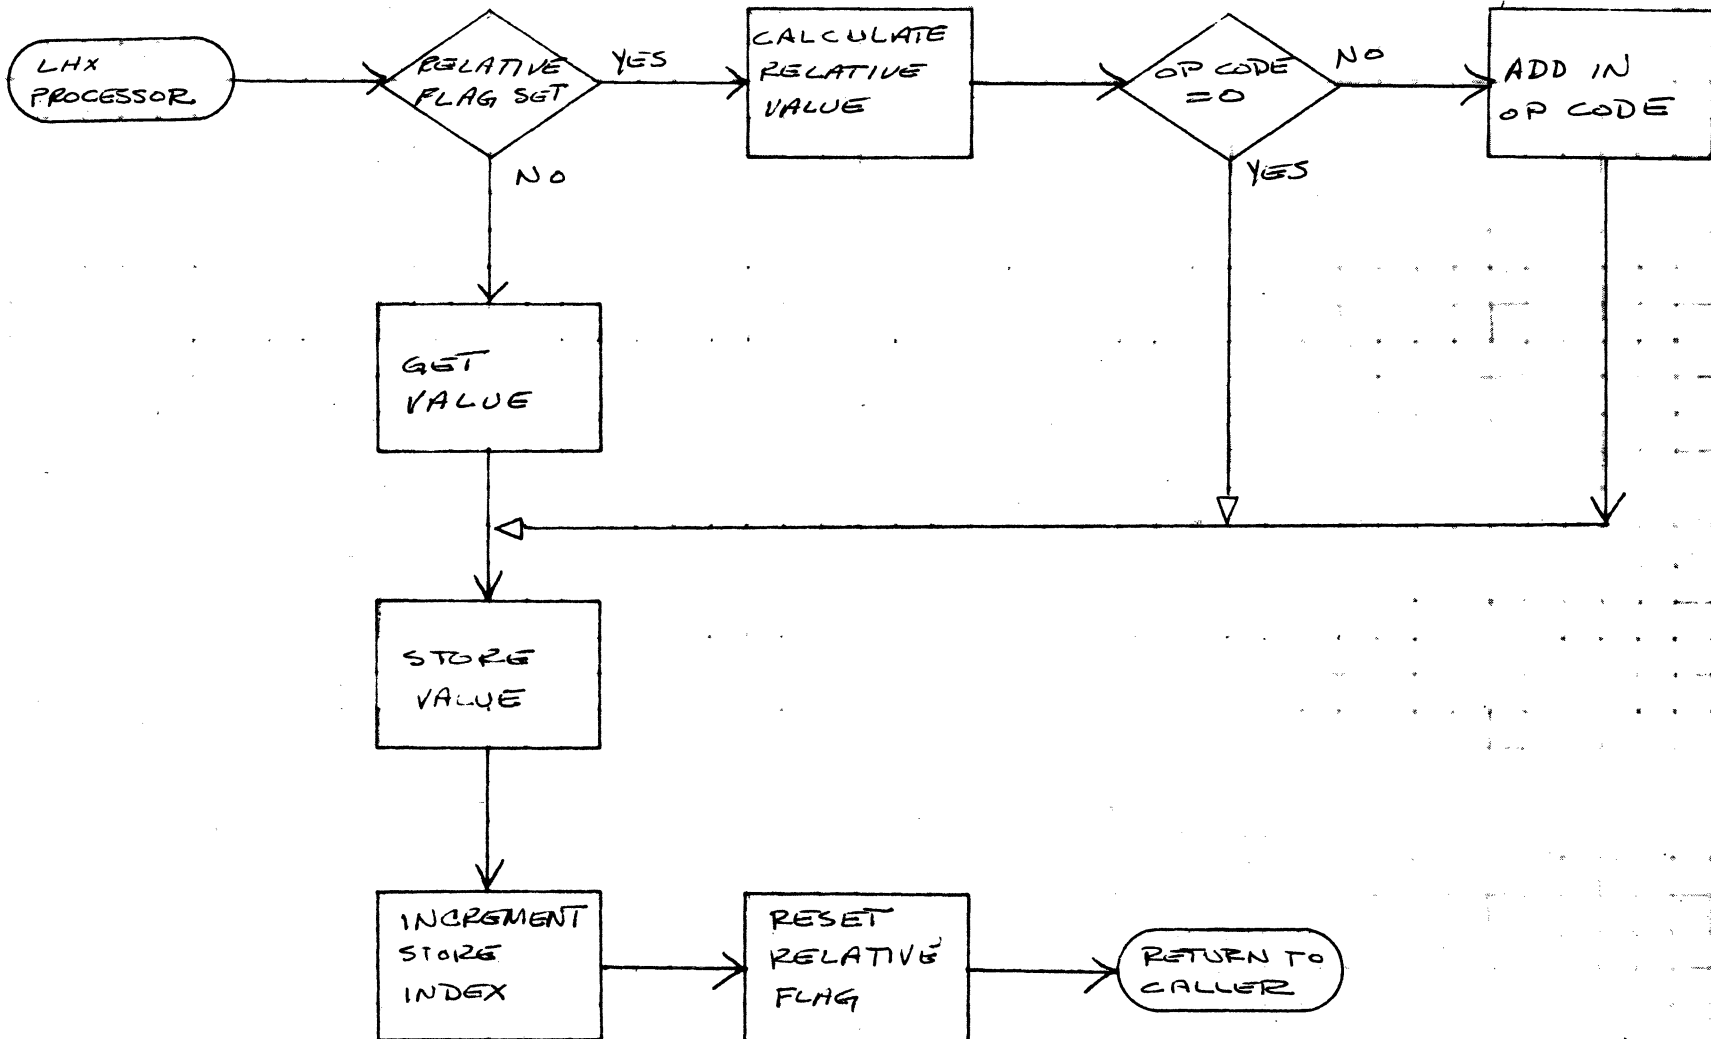 LHX
PROCESSOR
RELATIVE
FLAG SET
YES
CALCULATE
RELATIVE
VALUE
OP CODE
=0
NO
ADD IN
OP CODE
NO
YES
GET
VALUE
STORE
VALUE
INCREMENT
STORE
INDEX
RESET
RELATIVE
FLAG
RETURN TO
CALLER